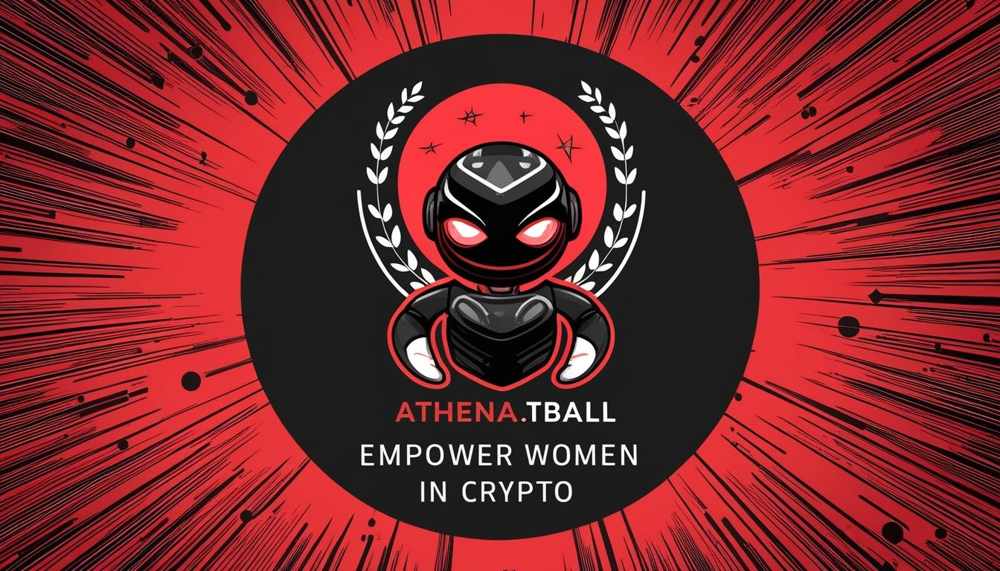 ATHENA.TBALL
EMPOWER WOMEN
IN CRYPTO